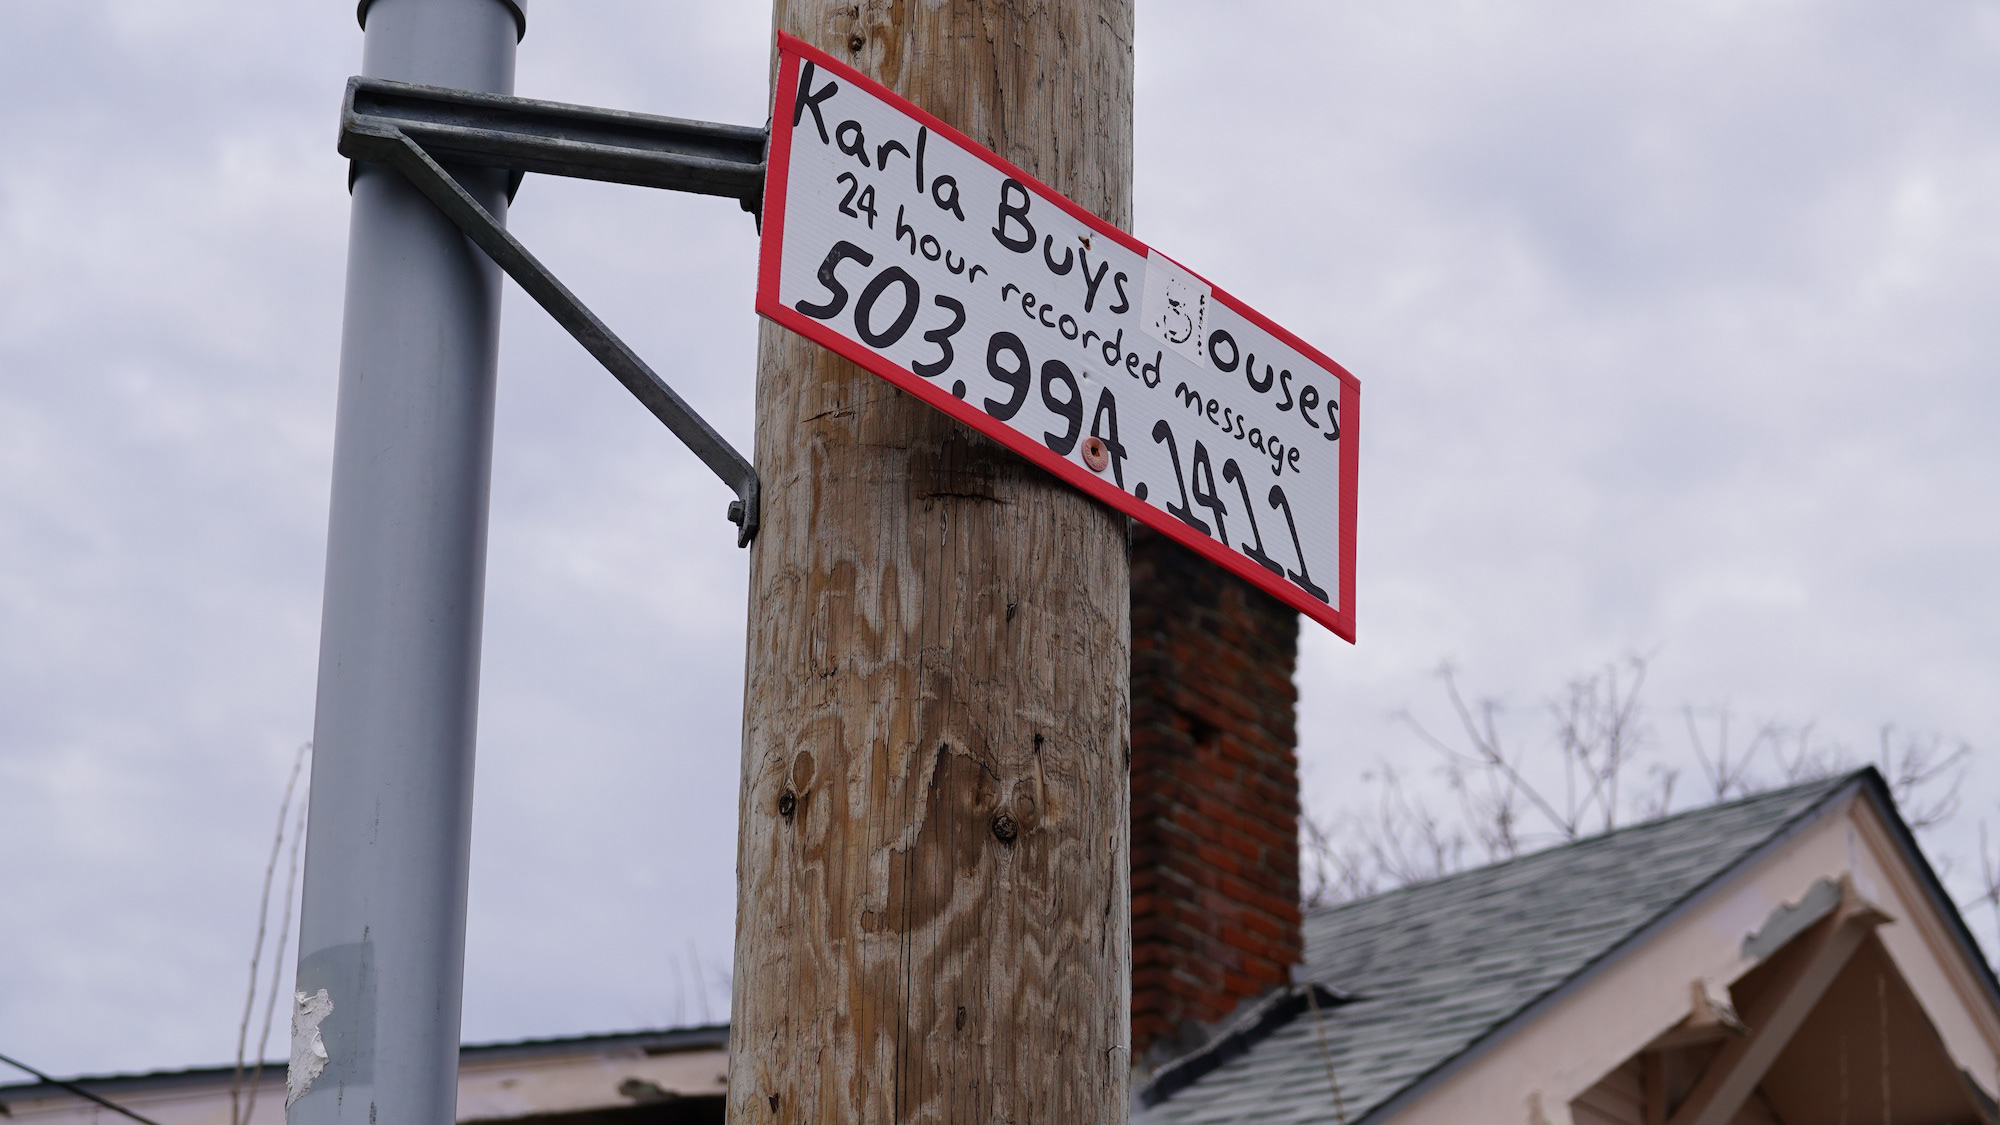 Karla Buys ouses
24 hour recorded message
503.994.1411